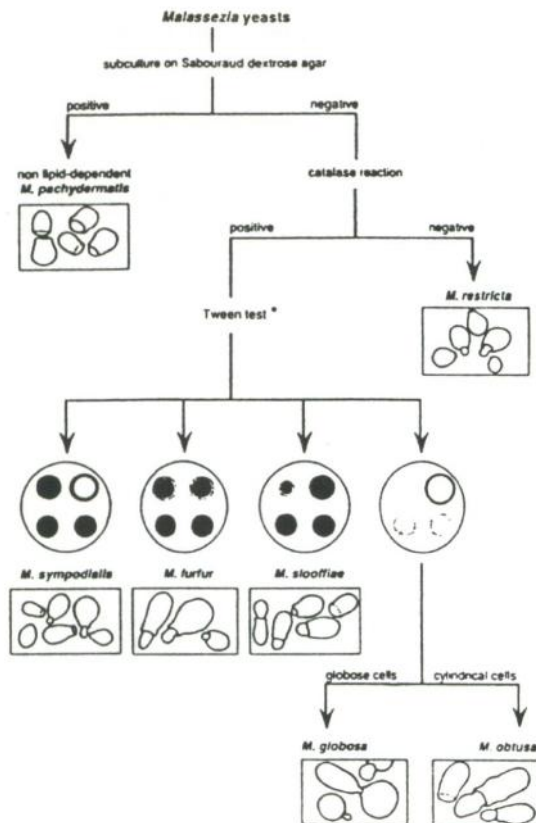 Malassezia yeasts
subculture on Sabouraud dextrose agar
positive
negative
non lipid-dependent
M. pachydermatis
catalase reaction
positive
negative
M. restricta
Tween test *
M. sympodialis
M. furfur
M. slooffiae
globose cells
cylindrical cells
M. globosa
M. obtusa